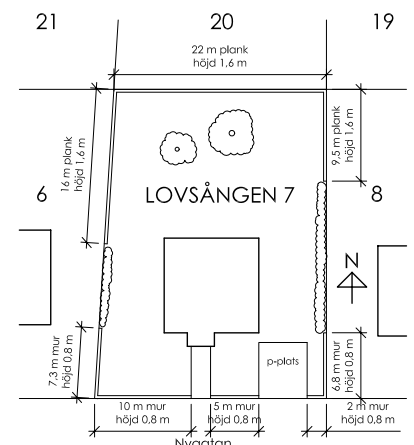 21
20
19
22 m plank
höjd 1,6 m
16 m plank
höjd 1,6 m
9,5 m plank
höjd 1,6 m
6
LOVSÅNGEN 7
8
N
7,3 m mur
höjd 0,8 m
p-plats
6,8 m mur
höjd 0,8 m
10 m mur
höjd 0,8 m
5 m mur
höjd 0,8 m
2 m mur
höjd 0,8 m
Nygatan